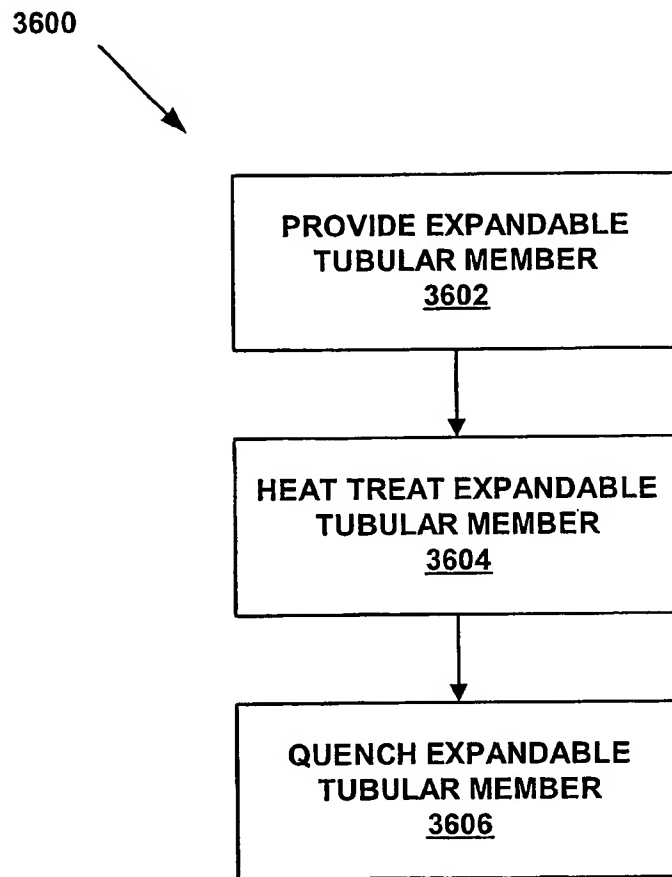 3600
PROVIDE EXPANDABLE
TUBULAR MEMBER
3602
HEAT TREAT EXPANDABLE
TUBULAR MEMBER
3604
QUENCH EXPANDABLE
TUBULAR MEMBER
3606